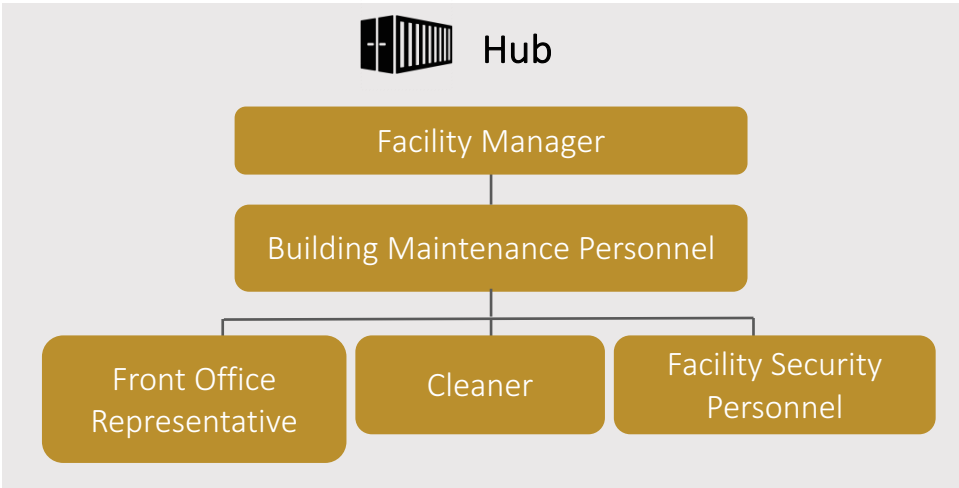 Hub
Facility Manager
Building Maintenance Personnel
Front Office
Representative
Cleaner
Facility Security
Personnel